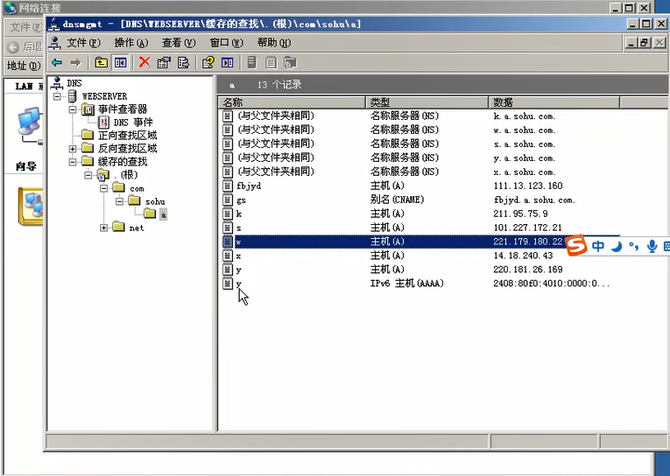 网络连接
dnsmgmt - [DNS\WEBSERVER\缓存的查找\.(根)\com\sohu\a]
文件(F)
文件(F) 操作(A) 查看(V) 窗口(W) 帮助(H)
后退
地址(D)
LAN
向导
DNS
WEBSERVER
事件查看器
DNS 事件
正向查找区域
反向查找区域
缓存的查找
.(根)
com
sohu
a
net
a 13 个记录
名称 类型 数据
(与父文件夹相同) 名称服务器(NS) k.a.sohu.com.
(与父文件夹相同) 名称服务器(NS) w.a.sohu.com.
(与父文件夹相同) 名称服务器(NS) s.a.sohu.com.
(与父文件夹相同) 名称服务器(NS) y.a.sohu.com.
(与父文件夹相同) 名称服务器(NS) x.a.sohu.com.
fbjyd 主机(A) 111.13.123.160
gs 别名(CNAME) fbjyd.a.sohu.com.
k 主机(A) 211.95.75.9
s 主机(A) 101.227.172.21
w 主机(A) 221.179.180.22
x 主机(A) 14.18.240.43
y 主机(A) 220.181.26.169
y IPv6 主机(AAAA) 2408:80f0:4010:0000:0...
S 中